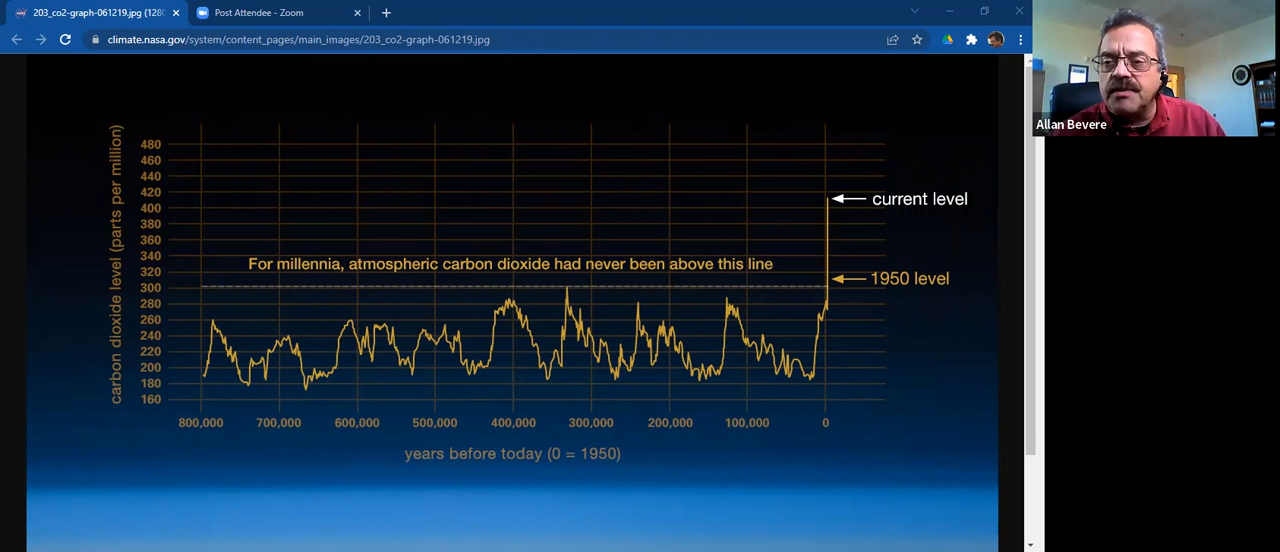 203_co2-graph-061219.jpg (1280
Post Attendee - Zoom
climate.nasa.gov/system/content_pages/main_images/203_co2-graph-061219.jpg
Allan Bevere
carbon dioxide level (parts per million)
480
460
440
420
400
380
360
340
320
300
280
260
240
220
200
180
160
current level
For millennia, atmospheric carbon dioxide had never been above this line
1950 level
800,000 700,000 600,000 500,000 400,000 300,000 200,000 100,000 0
years before today (0 = 1950)